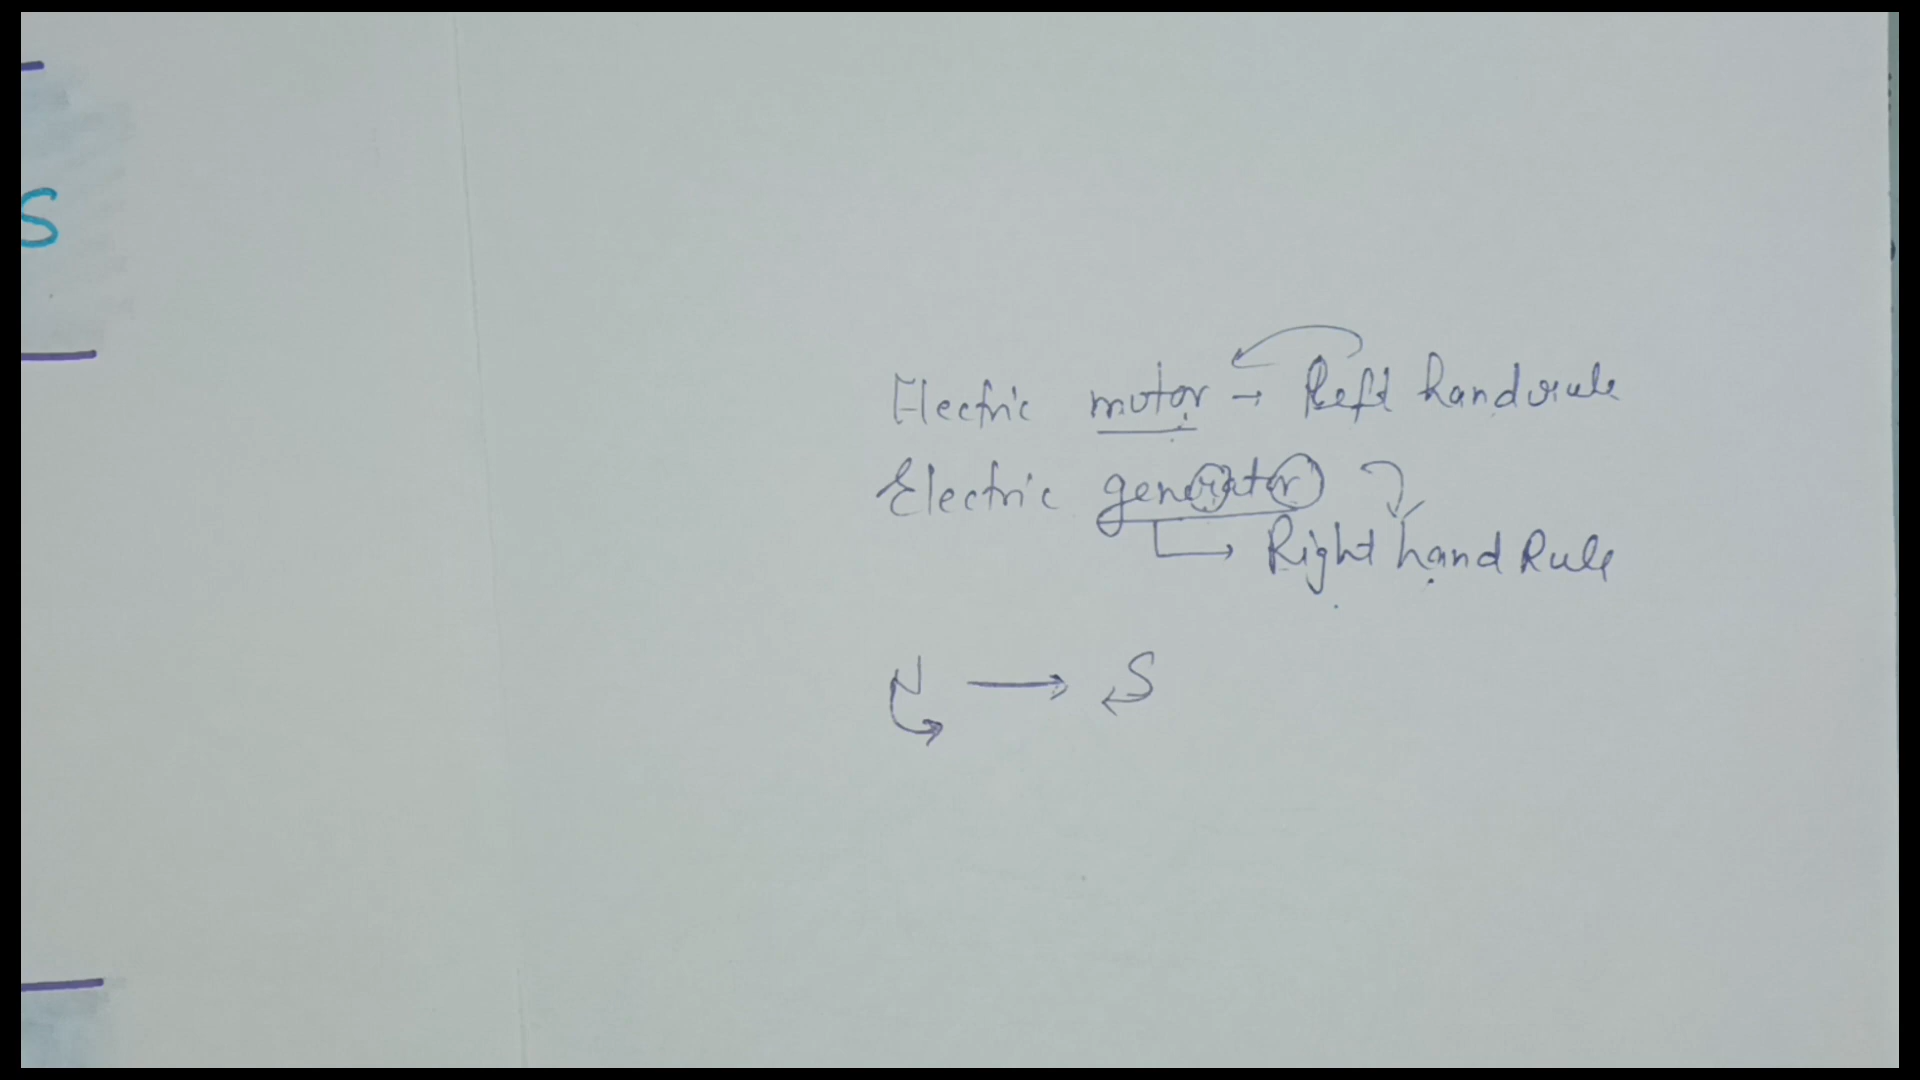 S
Electric motor → Left hand rule
Electric generator
→ Right hand Rule
N → S